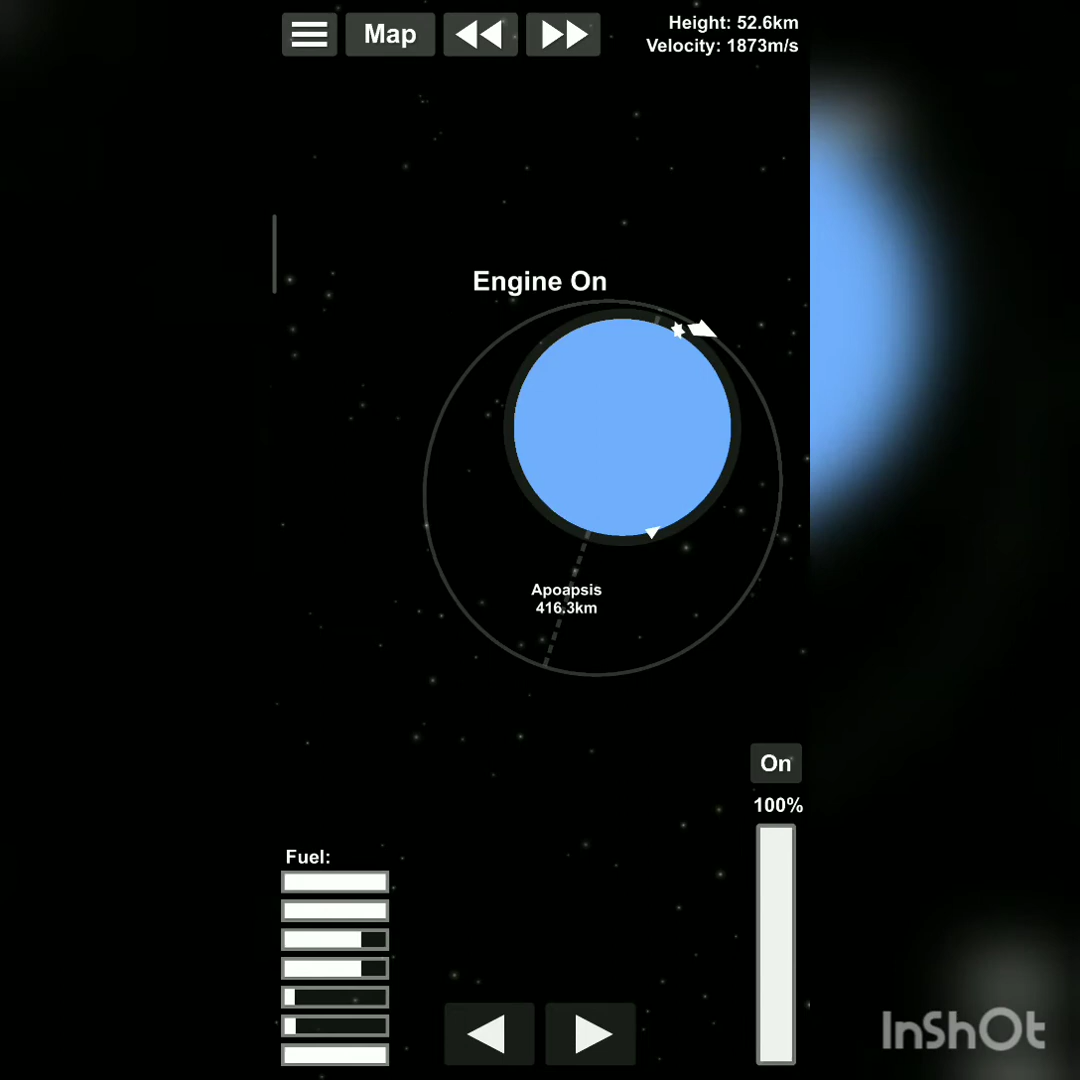 Map
Height: 52.6km
Velocity: 1873m/s
Engine On
Apoapsis
416.3km
On
100%
Fuel:
InShOt